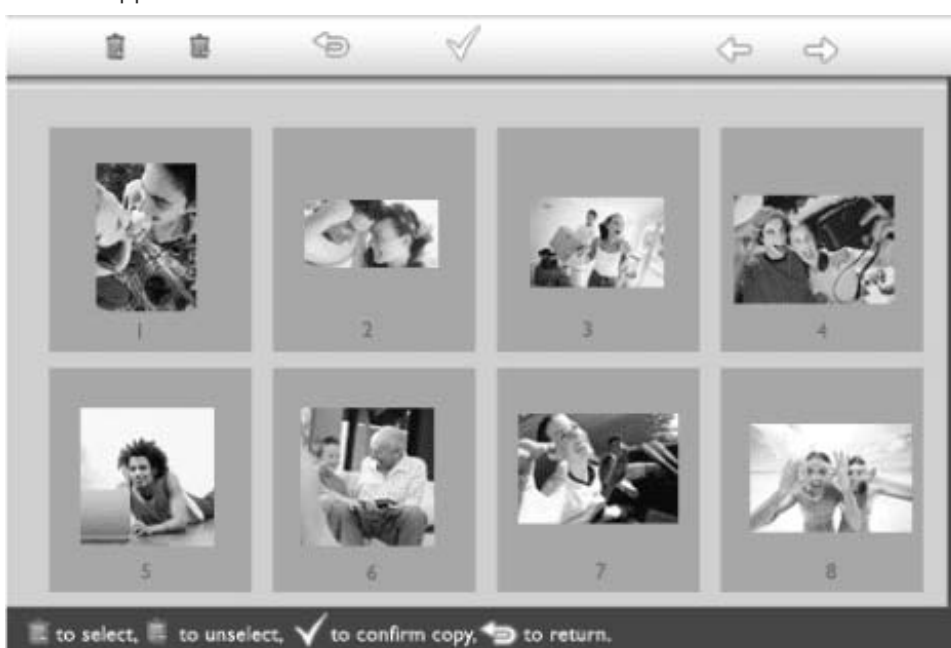 1 2 3 4
5 6 7 8
to select, to unselect, to confirm copy, to return.